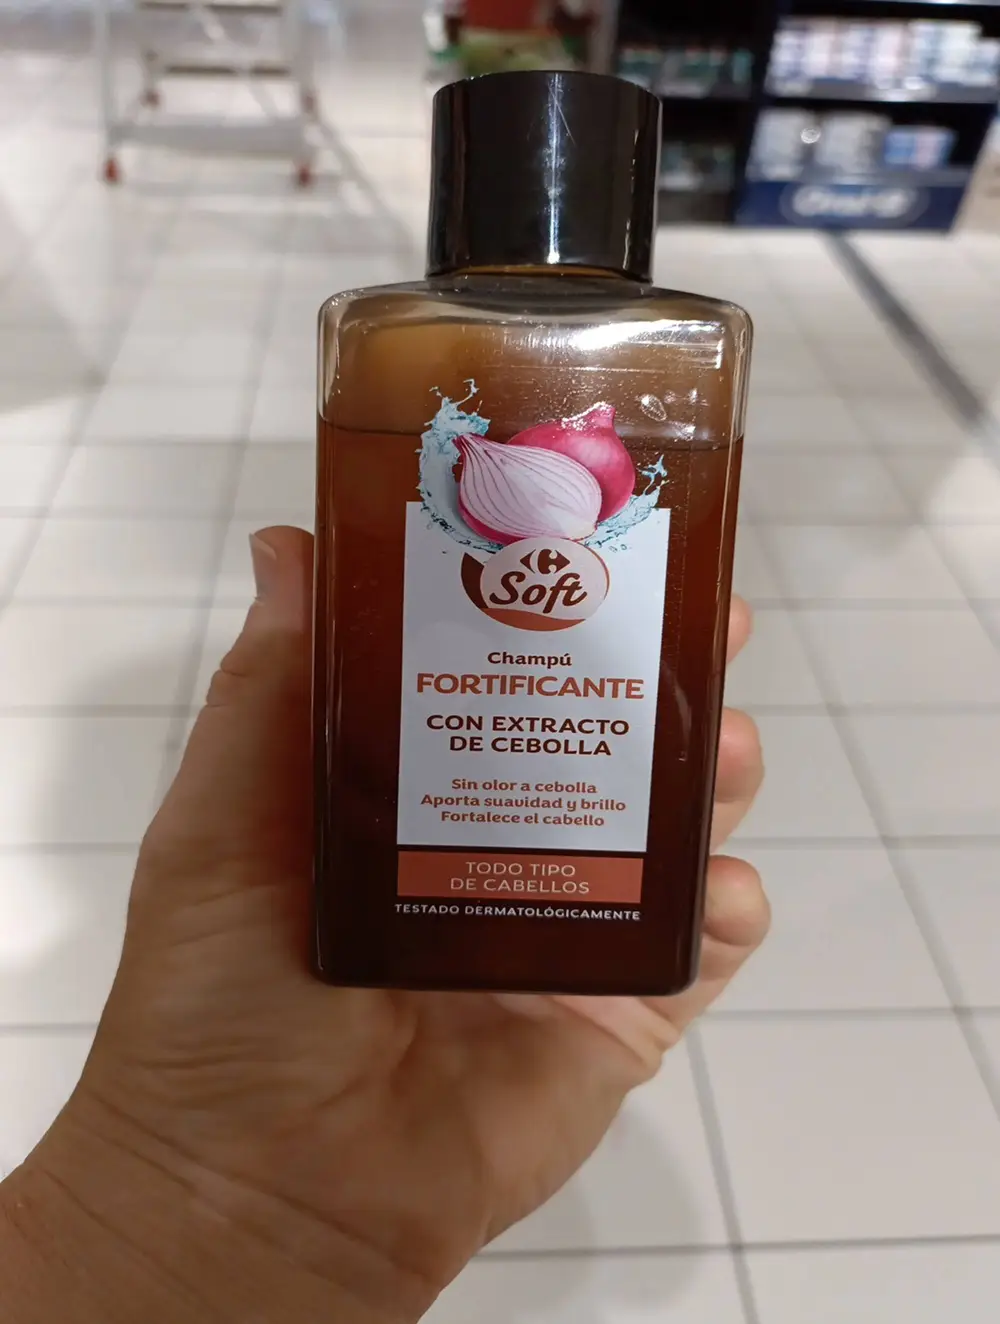 Soft
Champú
FORTIFICANTE
CON EXTRACTO
DE CEBOLLA
Sin olor a cebolla
Aporta suavidad y brillo
Fortalece el cabello
TODO TIPO
DE CABELLOS
TESTADO DERMATOLÓGICAMENTE
Oral-B